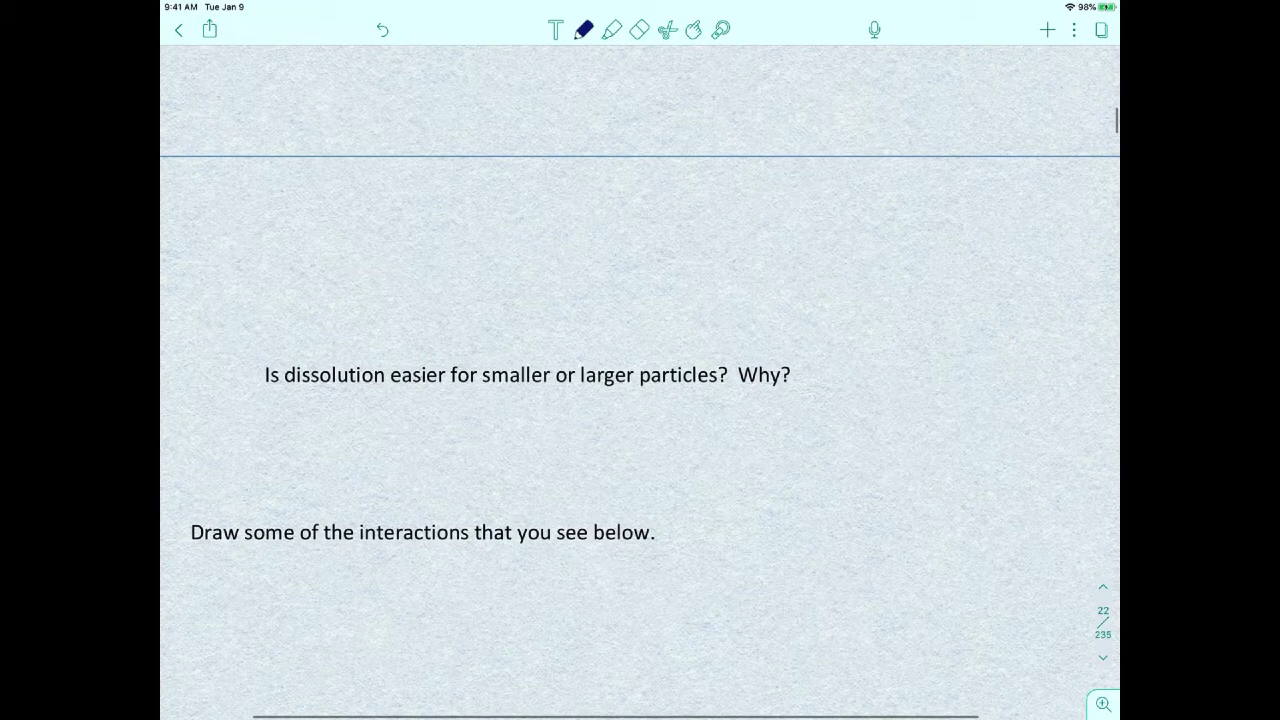 9:41 AM Tue Jan 9
98%
T
Is dissolution easier for smaller or larger particles?  Why?
Draw some of the interactions that you see below.
22
235